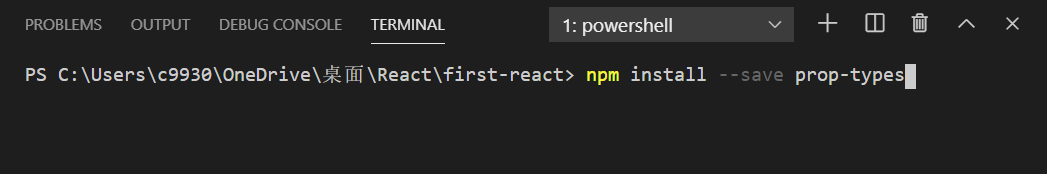 PROBLEMS OUTPUT DEBUG CONSOLE TERMINAL 1: powershell
PS C:\Users\c9930\OneDrive\桌面\React\first-react> npm install --save prop-types